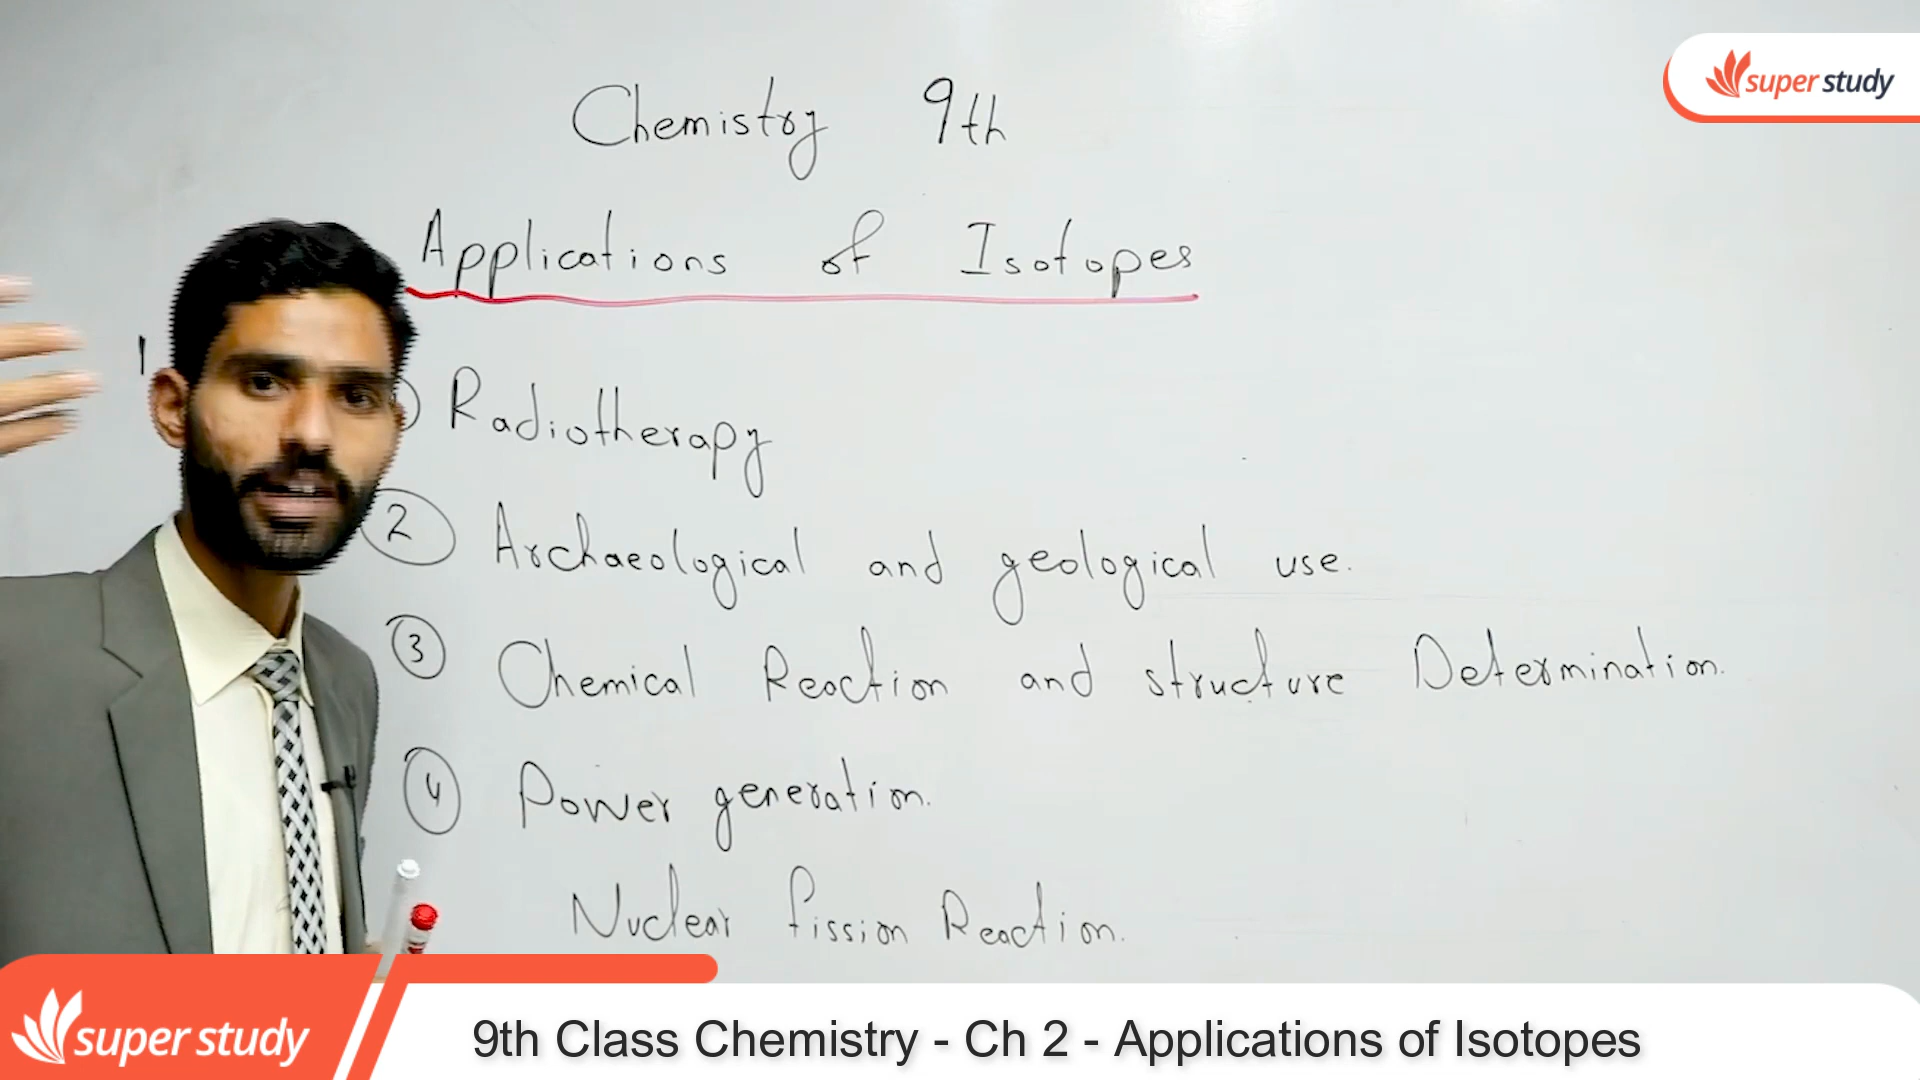 super study
Chemistry 9th
Applications of Isotopes
Radiotherapy
2 Archaeological and geological use.
3 Chemical Reaction and structure Determination.
4 Power generation.
Nuclear fission Reaction.
super study
9th Class Chemistry - Ch 2 - Applications of Isotopes